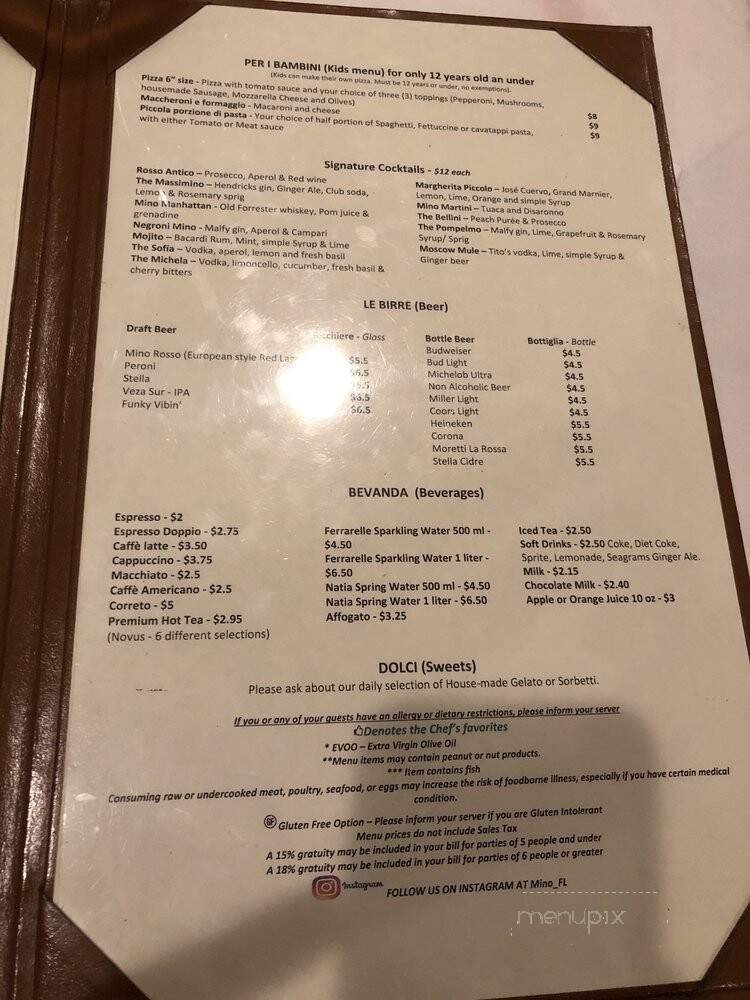 PER I BAMBINI (Kids menu) for only 12 years old an under
(Kids can make their own pizza. Must be 12 years or under, no exemptions).
Pizza 6" size - Pizza with tomato sauce and your choice of three (3) toppings (Pepperoni, Mushrooms,
housemade Sausage, Mozzarella Cheese and Olives) $8
Maccheroni e formaggio - Macaroni and cheese $9
Piccola porzione di pasta - Your choice of half portion of Spaghetti, Fettuccine or cavatappi pasta, $9
with either Tomato or Meat sauce
Signature Cocktails - $12 each
Rosso Antico – Prosecco, Aperol & Red wine
The Massimino – Hendricks gin, Ginger Ale, Club soda,
Lemon & Rosemary sprig
Mino Manhattan - Old Forrester whiskey, Pom juice &
grenadine
Negroni Mino - Malfy gin, Aperol & Campari
Mojito – Bacardi Rum, Mint, simple Syrup & Lime
The Sofia – Vodka, aperol, lemon and fresh basil
The Michela – Vodka, limoncello, cucumber, fresh basil &
cherry bitters
Margherita Piccolo – José Cuervo, Grand Marnier,
Lemon, Lime, Orange and simple Syrup
Mino Martini – Tuaca and Disaronno
The Bellini – Peach Purée & Prosecco
The Pompelmo – Malfy gin, Lime, Grapefruit & Rosemary
Syrup/ Sprig
Moscow Mule – Tito's vodka, Lime, simple Syrup &
Ginger beer
LE BIRRE (Beer)
Draft Beer - Glass
Mino Rosso (European style Red $5.5
Peroni
Stella
Veza Sur - IPA
Funky Vibin' $6.5
Bottle Beer Bottiglia - Bottle
Budweiser $4.5
Bud Light $4.5
Michelob Ultra $4.5
Non Alcoholic Beer $4.5
Miller Light $4.5
Coors Light $4.5
Heineken $5.5
Corona $5.5
Moretti La Rossa $5.5
Stella Cidre $5.5
BEVANDA (Beverages)
Espresso - $2
Espresso Doppio - $2.75
Caffè latte - $3.50
Cappuccino - $3.75
Macchiato - $2.5
Caffè Americano - $2.5
Correto - $5
Premium Hot Tea - $2.95
(Novus - 6 different selections)
Ferrarelle Sparkling Water 500 ml -
$4.50
Ferrarelle Sparkling Water 1 liter -
$6.50
Natia Spring Water 500 ml - $4.50
Natia Spring Water 1 liter - $6.50
Affogato - $3.25
Iced Tea - $2.50
Soft Drinks - $2.50 Coke, Diet Coke,
Sprite, Lemonade, Seagrams Ginger Ale.
Milk - $2.15
Chocolate Milk - $2.40
Apple or Orange Juice 10 oz - $3
DOLCI (Sweets)
Please ask about our daily selection of House-made Gelato or Sorbetti.
If you or any of your guests have an allergy or dietary restrictions, please inform your server
Denotes the Chef's favorites
* EVOO – Extra Virgin Olive Oil
**Menu items may contain peanut or nut products.
*** Item contains fish
Consuming raw or undercooked meat, poultry, seafood, or eggs may increase the risk of foodborne illness, especially if you have certain medical
condition.
GF Gluten Free Option – Please inform your server if you are Gluten Intolerant
Menu prices do not include Sales Tax
A 15% gratuity may be included in your bill for parties of 5 people and under
A 18% gratuity may be included in your bill for parties of 6 people or greater
Instagram FOLLOW US ON INSTAGRAM AT Mino_FL
menupix